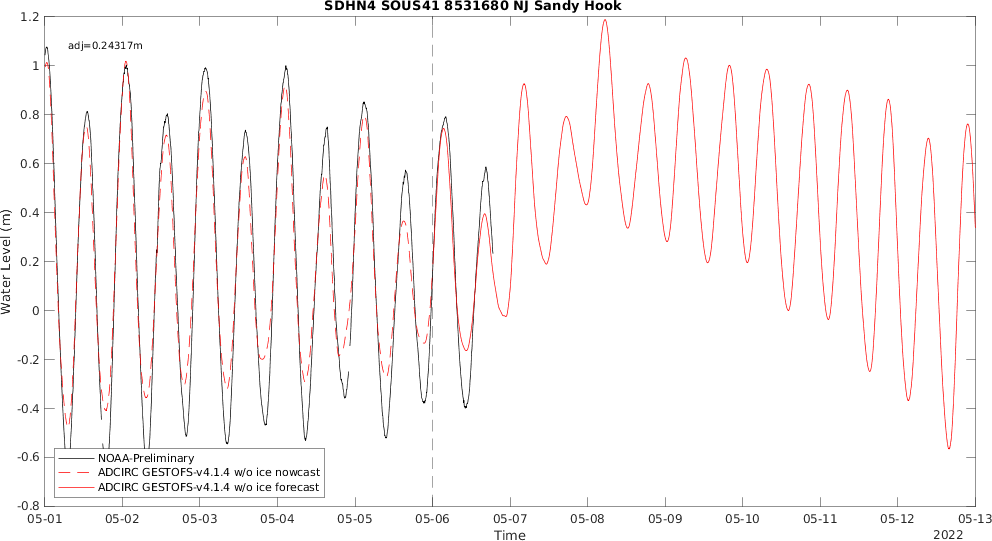 SDHN4 SOUS41 8531680 NJ Sandy Hook
adj=0.24317m
1.2
1
0.8
0.6
0.4
0.2
0
-0.2
-0.4
-0.6
-0.8
Water Level (m)
NOAA-Preliminary
ADCIRC GESTOFS-v4.1.4 w/o ice nowcast
ADCIRC GESTOFS-v4.1.4 w/o ice forecast
05-01 05-02 05-03 05-04 05-05 05-06 05-07 05-08 05-09 05-10 05-11 05-12 05-13
Time
2022